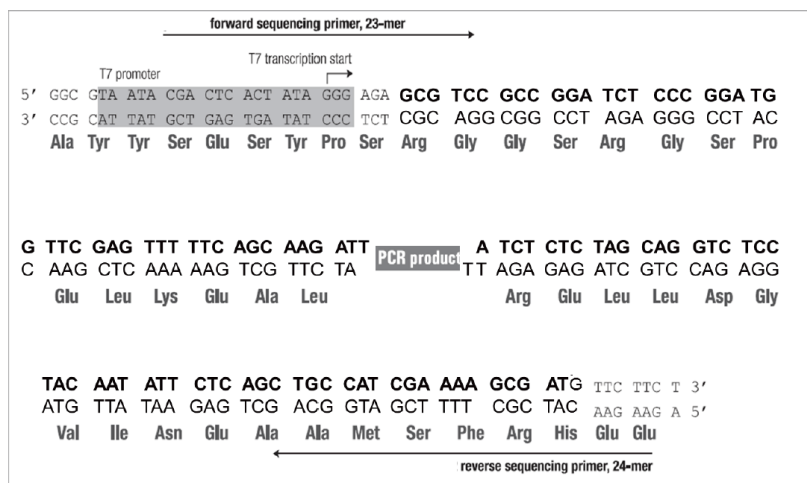 forward sequencing primer, 23-mer
T7 promoter
T7 transcription start
5' GGC GTAA ATA CGA CTC ACT ATA GGG AGA GCG TCC GCC GGA TCT CCC GGA TG
3' CCG CATT TAT GCT GAG TGA TAT CCC TCT CGC AGG CGG CCT AGA GGG CCT AC
Ala Tyr Tyr Ser Glu Ser Tyr Pro Ser Arg Gly Gly Ser Arg Gly Ser Pro
G TTC GAG TTT TTC AGC AAG ATT PCR product A TCT CTC TAG CAG GTC TCC
C AAG CTC AAA AAG TCG TTC TA TT AGA GAG ATC GTC CAG AGG
Glu Leu Lys Glu Ala Leu Arg Glu Leu Leu Asp Gly
TAC AAT ATT CTC AGC TGC CAT CGA AAA GCG ATG TTC TTC T 3'
ATG TTA TAA GAG TCG ACG GTA GCT TTT CGC TAC AAG AAG A 5'
Val Ile Asn Glu Ala Ala Met Ser Phe Arg His Glu Glu
reverse sequencing primer, 24-mer